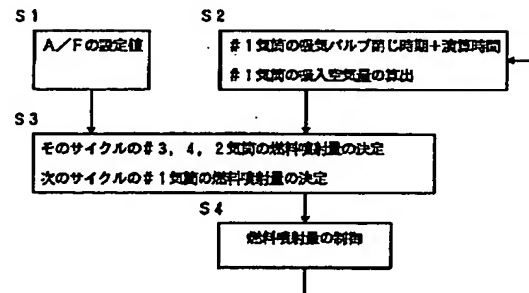 S1
S2
A/Fの設定値
#1気筒の吸気バルブ閉じ時期+演算時間
#1気筒の吸入空気量の算出
S3
そのサイクルの#3, 4, 2気筒の燃料噴射量の決定
次のサイクルの#1気筒の燃料噴射量の決定
S4
燃料噴射量の制御